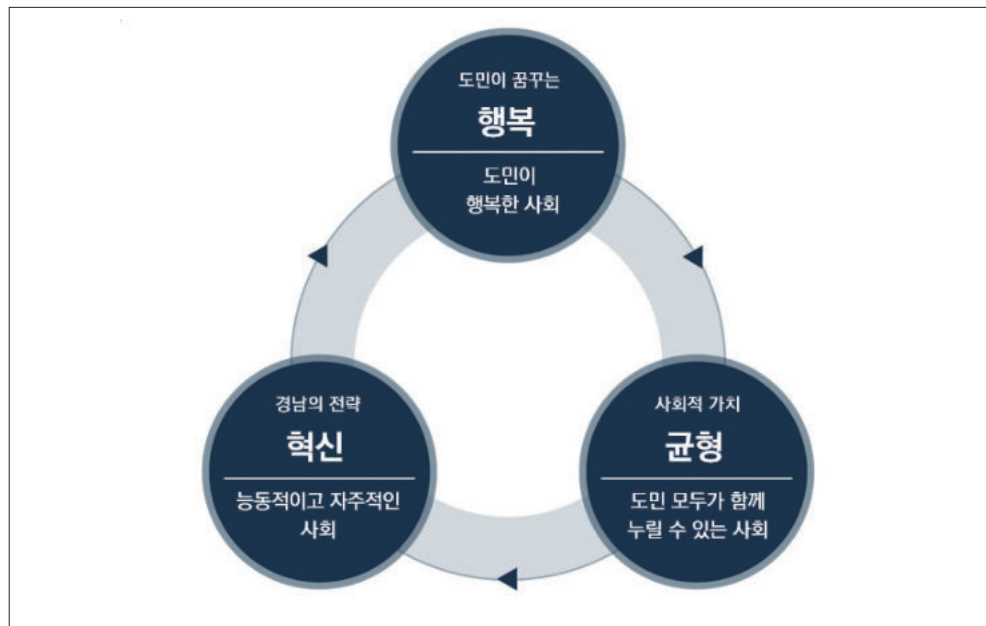 도민이 꿈꾸는
행복
도민이
행복한 사회
경남의 전략
혁신
능동적이고 자주적인
사회
사회적 가치
균형
도민 모두가 함께
누릴 수 있는 사회